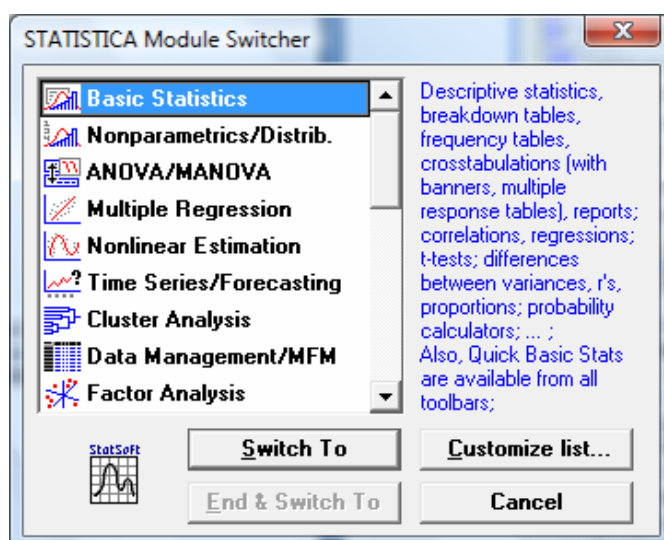 STATISTICA Module Switcher
Basic Statistics
Nonparametrics/Distrib.
ANOVA/MANOVA
Multiple Regression
Nonlinear Estimation
Time Series/Forecasting
Cluster Analysis
Data Management/MFM
Factor Analysis
Descriptive statistics,
breakdown tables,
frequency tables,
crosstabulations (with
banners, multiple
response tables), reports;
correlations, regressions;
t-tests; differences
between variances, r's,
proportions; probability
calculators; ... ;
Also, Quick Basic Stats
are available from all
toolbars;
StatSoft
Switch To
Customize list...
End & Switch To
Cancel